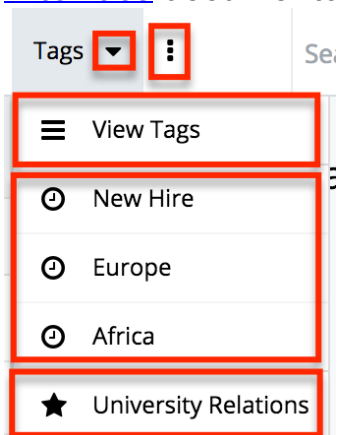 Tags
View Tags
New Hire
Europe
Africa
University Relations